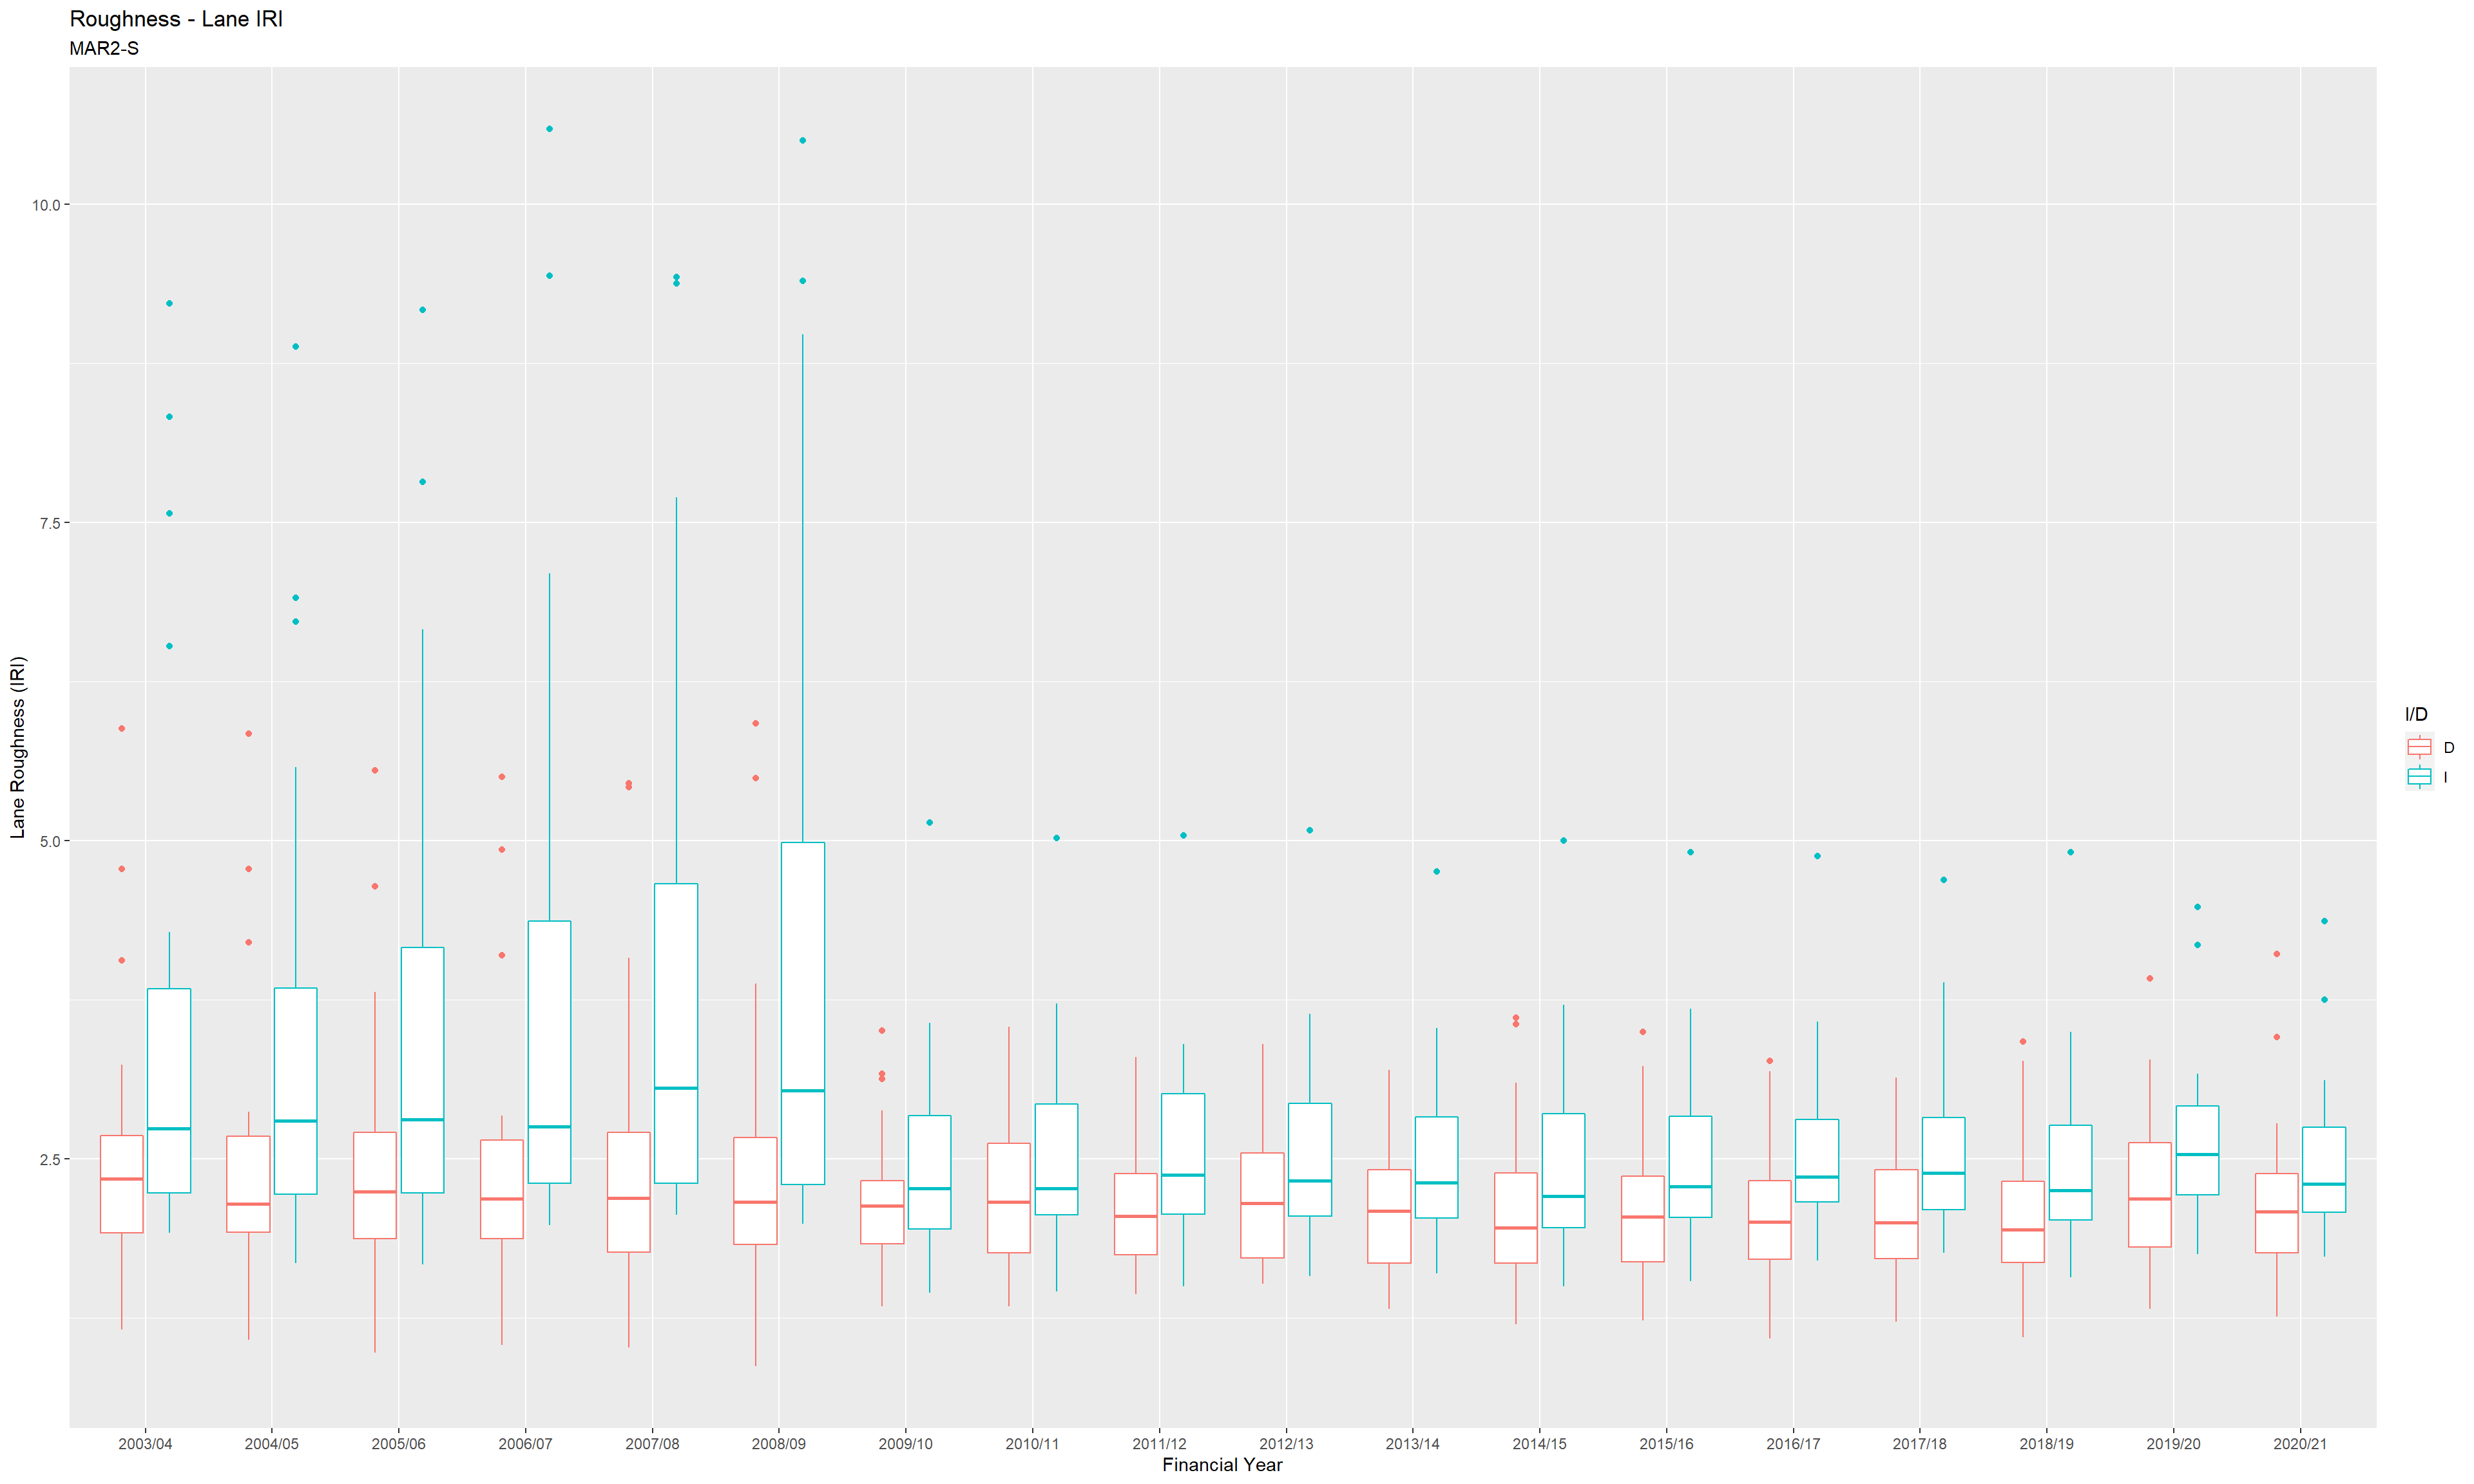 Roughness - Lane IRI
MAR2-S
Lane Roughness (IRI)
10.0
7.5
5.0
2.5
2003/04 2004/05 2005/06 2006/07 2007/08 2008/09 2009/10 2010/11 2011/12 2012/13 2013/14 2014/15 2015/16 2016/17 2017/18 2018/19 2019/20 2020/21
Financial Year
I/D
D
I